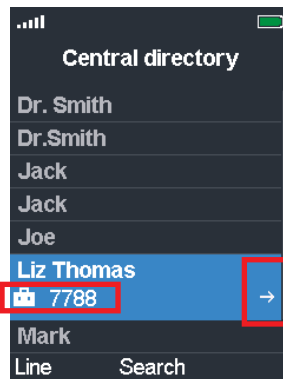 Central directory
Dr. Smith
Dr.Smith
Jack
Jack
Joe
Liz Thomas
7788
Mark
Line Search